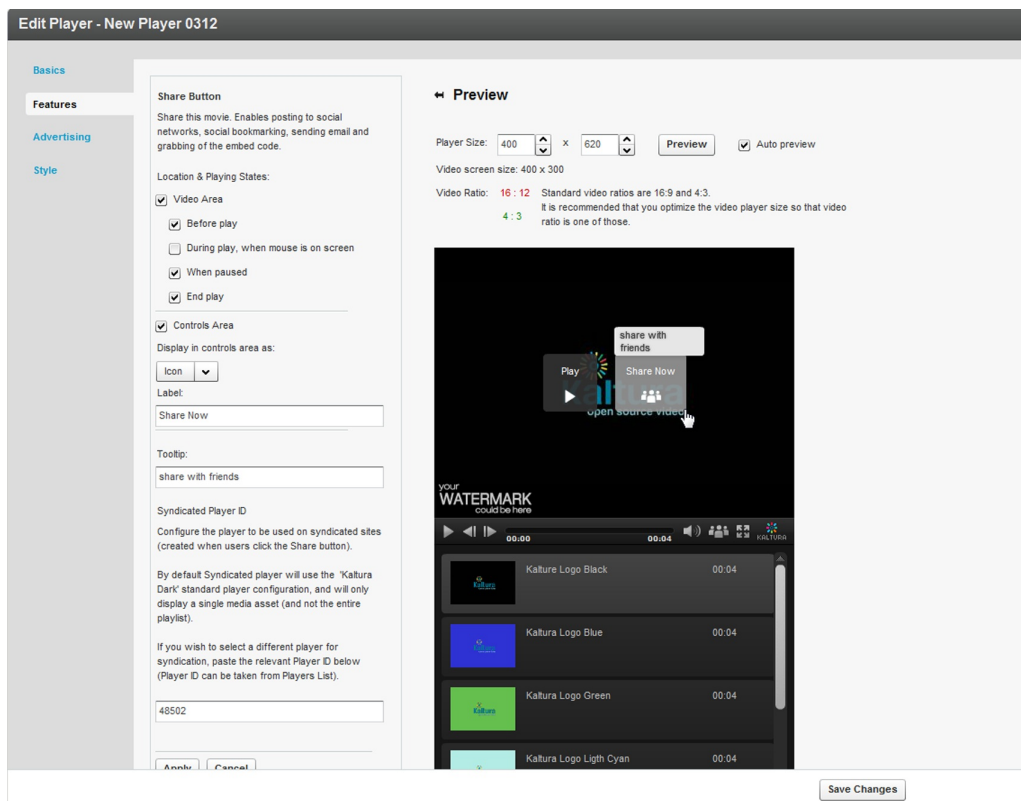 Edit Player - New Player 0312
Basics
Features
Advertising
Style
Share Button
Share this movie. Enables posting to social
networks, social bookmarking, sending email and
grabbing of the embed code.
Location & Playing States:
Video Area
Before play
During play, when mouse is on screen
When paused
End play
Controls Area
Display in controls area as:
Icon
Label:
Share Now
Tooltip:
share with friends
Syndicated Player ID
Configure the player to be used on syndicated sites
(created when users click the Share button).
By default Syndicated player will use the 'Kaltura
Dark' standard player configuration, and will only
display a single media asset (and not the entire
playlist).
If you wish to select a different player for
syndication, paste the relevant Player ID below
(Player ID can be taken from Players List).
48502
Apply Cancel
Preview
Player Size: 400 x 620 Preview Auto preview
Video screen size: 400 x 300
Video Ratio: 16 : 12 Standard video ratios are 16:9 and 4:3.
It is recommended that you optimize the video player size so that video
4 : 3 ratio is one of those.
share with
friends
Play Share Now
Kaltura
open source video
your
WATERMARK
could be here
00:00 00:04 KALTURA
Kalture Logo Black 00:04
Kaltura
Kaltura Logo Blue 00:04
Kaltura
Kaltura Logo Green 00:04
Kaltura
Kaltura Logo Ligth Cyan 00:04
Save Changes